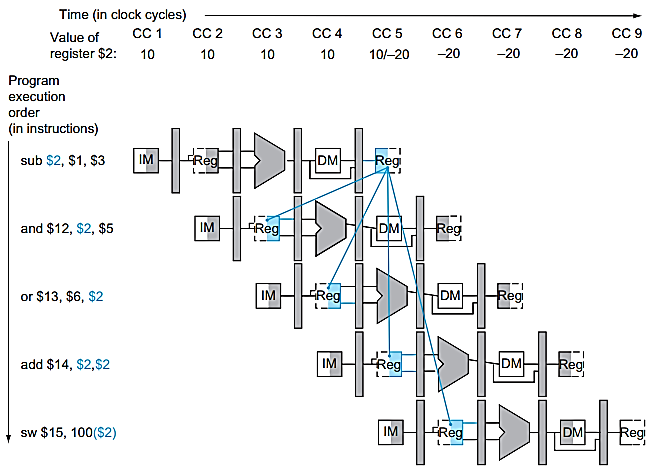 Time (in clock cycles)
Value of register $2:
CC 1 CC 2 CC 3 CC 4 CC 5 CC 6 CC 7 CC 8 CC 9
10 10 10 10 10/–20 –20 –20 –20 –20
Program
execution
order
(in instructions)
sub $2, $1, $3
IM Reg DM Reg
and $12, $2, $5
IM Reg DM Reg
or $13, $6, $2
IM Reg DM Reg
add $14, $2,$2
IM Reg DM Reg
sw $15, 100($2)
IM Reg DM Reg